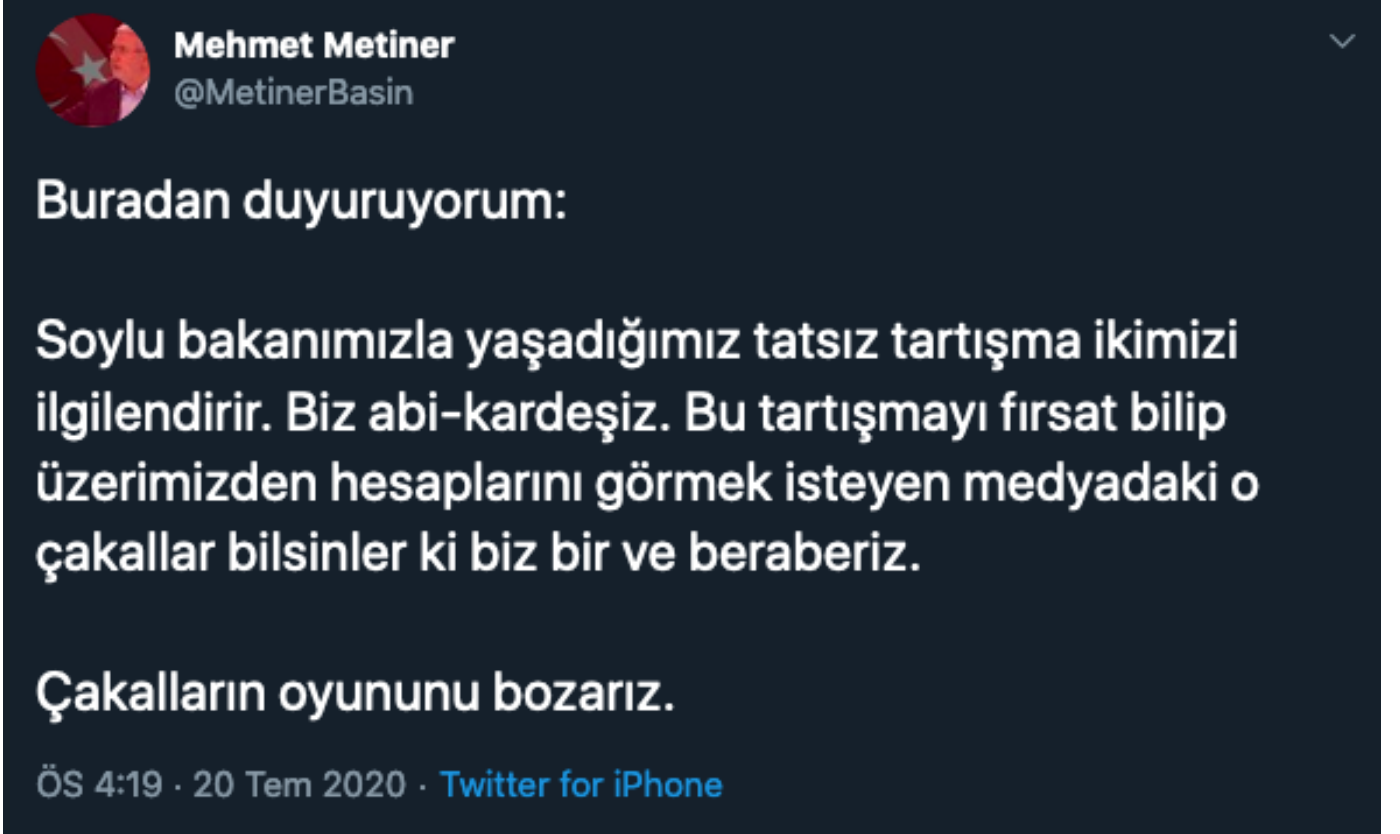 Mehmet Metiner
@MetinerBasin
Buradan duyuruyorum:
Soylu bakanımızla yaşadığımız tatsız tartışma ikimizi
ilgilendirir. Biz abi-kardeşiz. Bu tartışmayı fırsat bilip
üzerimizden hesaplarını görmek isteyen medyadaki o
çakallar bilsinler ki biz bir ve beraberiz.
Çakalların oyununu bozarız.
ÖS 4:19 · 20 Tem 2020 · Twitter for iPhone